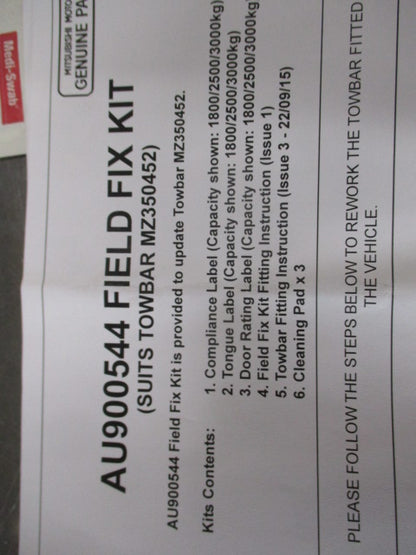 Medi-Swab
MITSUBISHI
GENUINE
AU900544 FIELD FIX KIT
(SUITS TOWBAR MZ350452)
AU900544 Field Fix Kit is provided to update Towbar MZ350452.
Kits Contents:
1. Compliance Label (Capacity shown: 1800/2500/3000kg)
2. Tongue Label (Capacity shown: 1800/2500/3000kg)
3. Door Rating Label (Capacity shown: 1800/2500/3000kg)
4. Field Fix Kit Fitting Instruction (Issue 1)
5. Towbar Fitting Instruction (Issue 3 - 22/09/15)
6. Cleaning Pad x 3
PLEASE FOLLOW THE STEPS BELOW TO REWORK THE TOWBAR FITTED
THE VEHICLE.